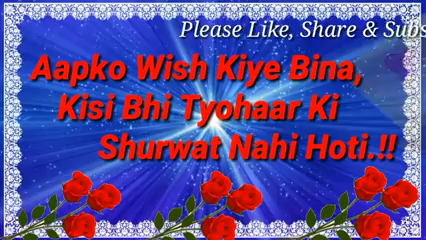 Please Like, Share & Subs
Aapko Wish Kiye Bina,
Kisi Bhi Tyohaar Ki
Shurwat Nahi Hoti.!!